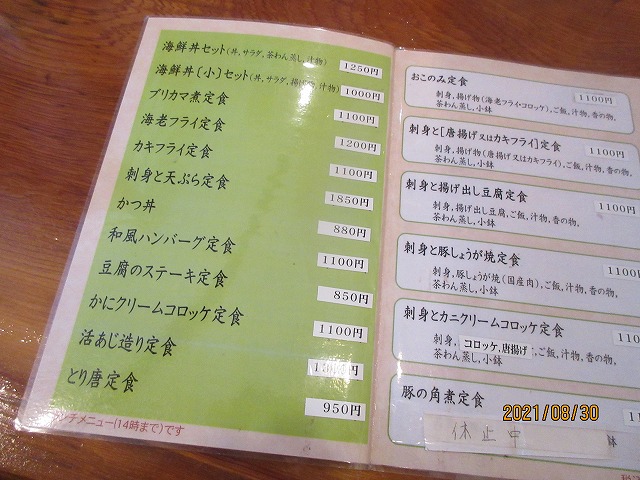 海鮮丼セット(丼、サラダ、茶わん蒸し、汁物)
1250円
海鮮丼〔小〕セット(丼、サラダ、揚げ物、汁物)
1000円
ブリカマ煮定食
1100円
海老フライ定食
1200円
カキフライ定食
1100円
刺身と天ぷら定食
1850円
かつ丼
880円
和風ハンバーグ定食
1100円
豆腐のステーキ定食
850円
かにクリームコロッケ定食
1100円
活あじ造り定食
とり唐定食
950円
ランチメニュー(14時まで)です
おこのみ定食
1100円
刺身、揚げ物(海老フライ・コロッケ)、ご飯、汁物、香の物、
茶わん蒸し、小鉢
刺身と[唐揚げ又はカキフライ]定食
1100円
刺身、揚げ物(唐揚げ又はカキフライ)、ご飯、汁物、香の物、
茶わん蒸し、小鉢
刺身と揚げ出し豆腐定食
1100円
刺身、揚げ出し豆腐、ご飯、汁物、香の物、
茶わん蒸し、小鉢
刺身と豚しょうが焼定食
1100
刺身、豚しょうが焼(国産肉)、ご飯、汁物、香の物、
茶わん蒸し、小鉢
刺身とカニクリームコロッケ定食
110
刺身、コロッケ、唐揚げ、ご飯、汁物、香の物、
茶わん蒸し、小鉢
豚の角煮定食
11
休止中
鉢
2021/08/30